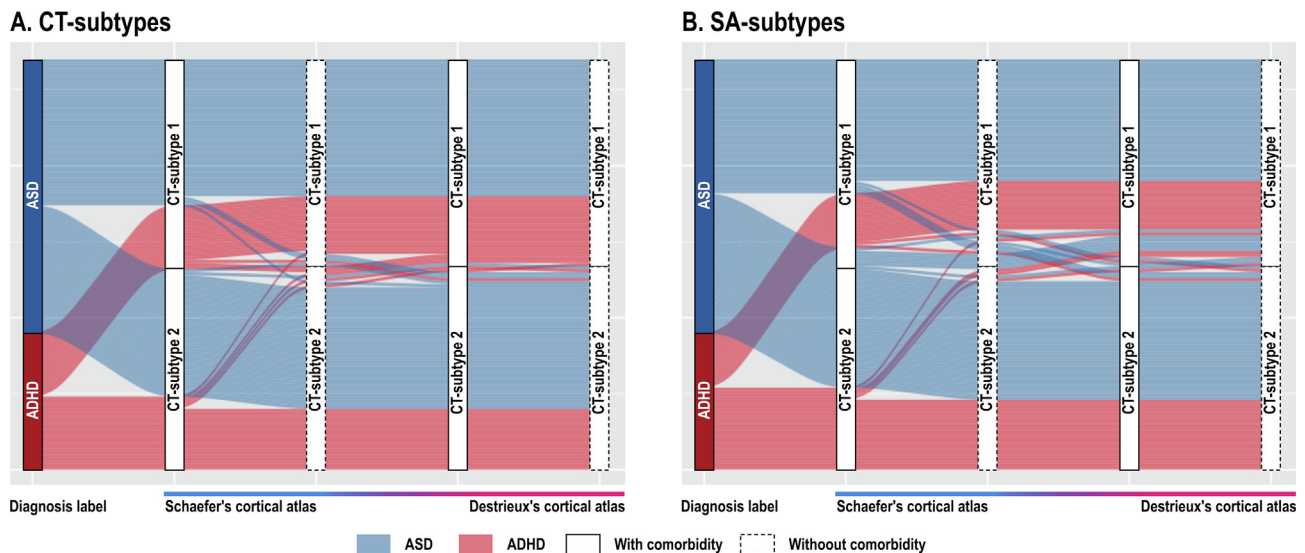 A. CT-subtypes
B. SA-subtypes
ASD
ADHD
CT-subtype 1
CT-subtype 2
CT-subtype 1
CT-subtype 2
CT-subtype 1
CT-subtype 2
CT-subtype 1
CT-subtype 2
ASD
ADHD
CT-subtype 1
CT-subtype 2
CT-subtype 1
CT-subtype 2
CT-subtype 1
CT-subtype 2
CT-subtype 1
CT-subtype 2
Diagnosis label
Schaefer's cortical atlas
Destrieux's cortical atlas
Diagnosis label
Schaefer's cortical atlas
Destrieux's cortical atlas
ASD
ADHD
With comorbidity
Without comorbidity